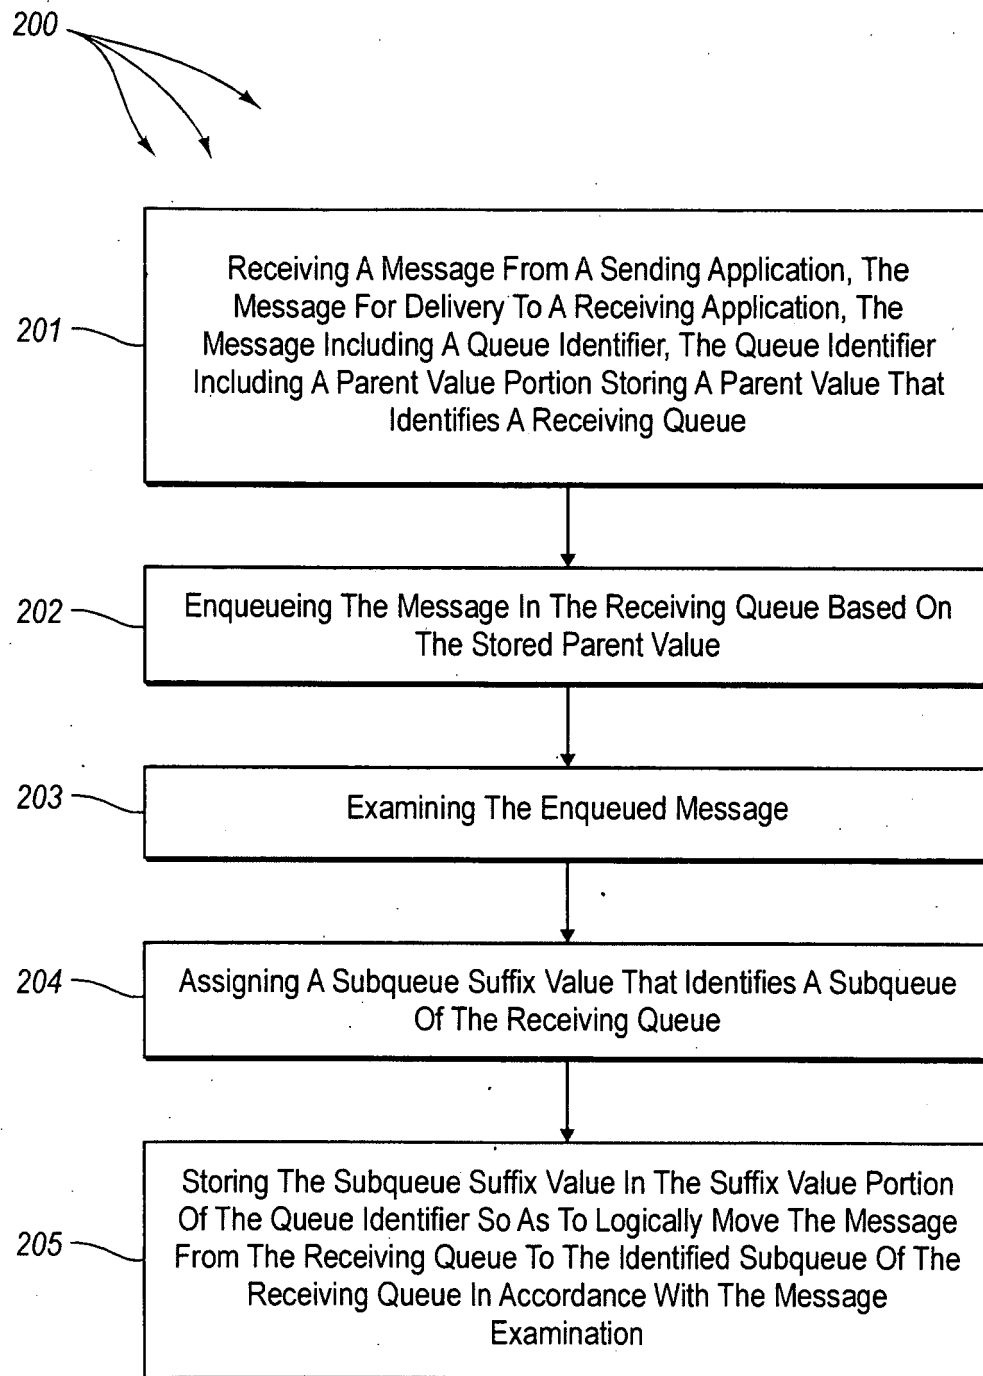 200
201
Receiving A Message From A Sending Application, The
Message For Delivery To A Receiving Application, The
Message Including A Queue Identifier, The Queue Identifier
Including A Parent Value Portion Storing A Parent Value That
Identifies A Receiving Queue
202
Enqueueing The Message In The Receiving Queue Based On
The Stored Parent Value
203
Examining The Enqueued Message
204
Assigning A Subqueue Suffix Value That Identifies A Subqueue
Of The Receiving Queue
205
Storing The Subqueue Suffix Value In The Suffix Value Portion
Of The Queue Identifier So As To Logically Move The Message
From The Receiving Queue To The Identified Subqueue Of The
Receiving Queue In Accordance With The Message
Examination